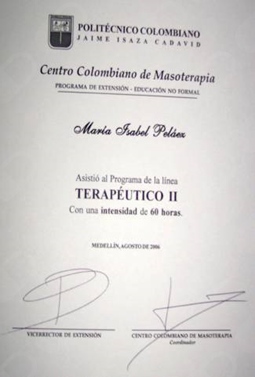 POLITÉCNICO COLOMBIANO
JAIME ISAZA CADAVID
Centro Colombiano de Masoterapia
PROGRAMA DE EXTENSIÓN - EDUCACIÓN NO FORMAL
María Isabel Peláez
Asistió al Programa de la línea
TERAPÉUTICO II
Con una intensidad de 60 horas.
MEDELLÍN, AGOSTO DE 2006
VICERRECTOR DE EXTENSIÓN
CENTRO COLOMBIANO DE MASOTERAPIA
Coordinador